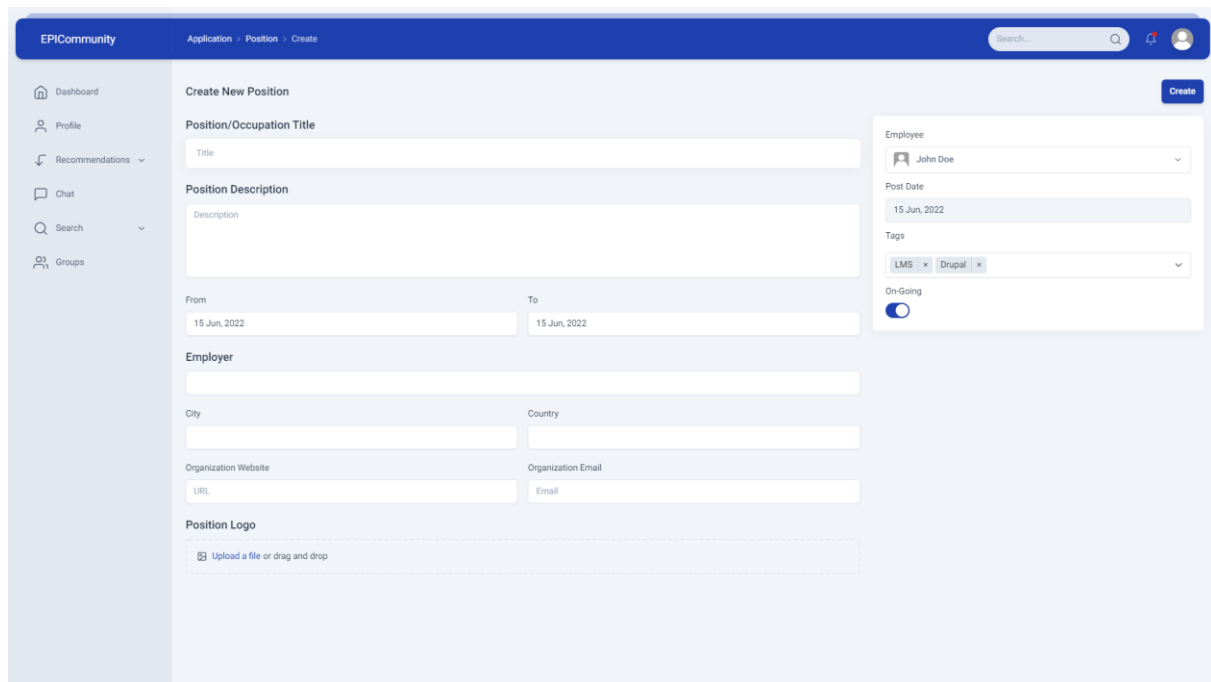 EPICommunity
Application > Position > Create
Search...
Dashboard
Profile
Recommendations
Chat
Search
Groups
Create New Position
Create
Position/Occupation Title
Title
Position Description
Description
From
To
15 Jun, 2022
15 Jun, 2022
Employer
City
Country
Organization Website
Organization Email
URL
Email
Position Logo
Upload a file or drag and drop
Employee
John Doe
Post Date
15 Jun, 2022
Tags
LMS × Drupal ×
On-Going